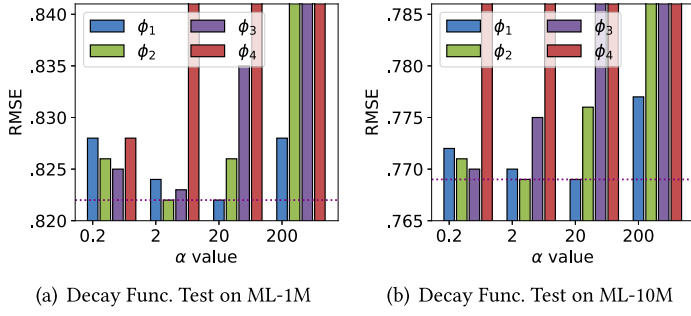 .840
.835
.830
.825
.820
RMSE
ϕ1 ϕ3
ϕ2 ϕ4
0.2 2 20 200
α value
(a) Decay Func. Test on ML-1M
.785
.780
.775
.770
.765
RMSE
ϕ1 ϕ3
ϕ2 ϕ4
0.2 2 20 200
α value
(b) Decay Func. Test on ML-10M